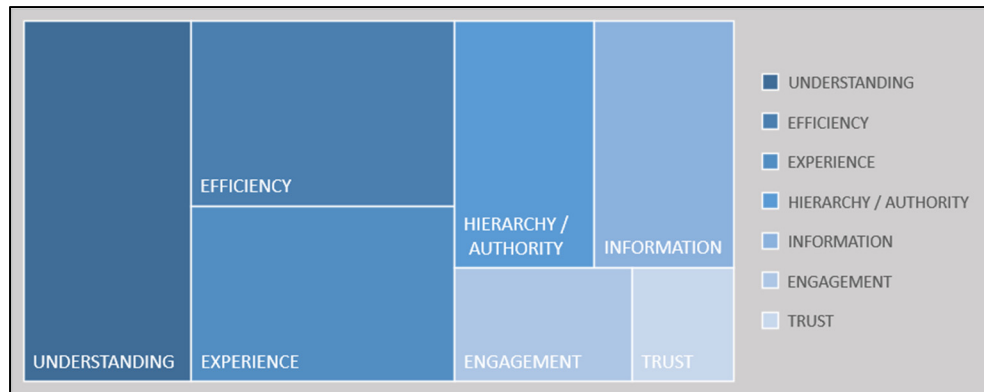 EFFICIENCY
HIERARCHY /
AUTHORITY
INFORMATION
UNDERSTANDING
EXPERIENCE
ENGAGEMENT
TRUST
UNDERSTANDING
EFFICIENCY
EXPERIENCE
HIERARCHY / AUTHORITY
INFORMATION
ENGAGEMENT
TRUST